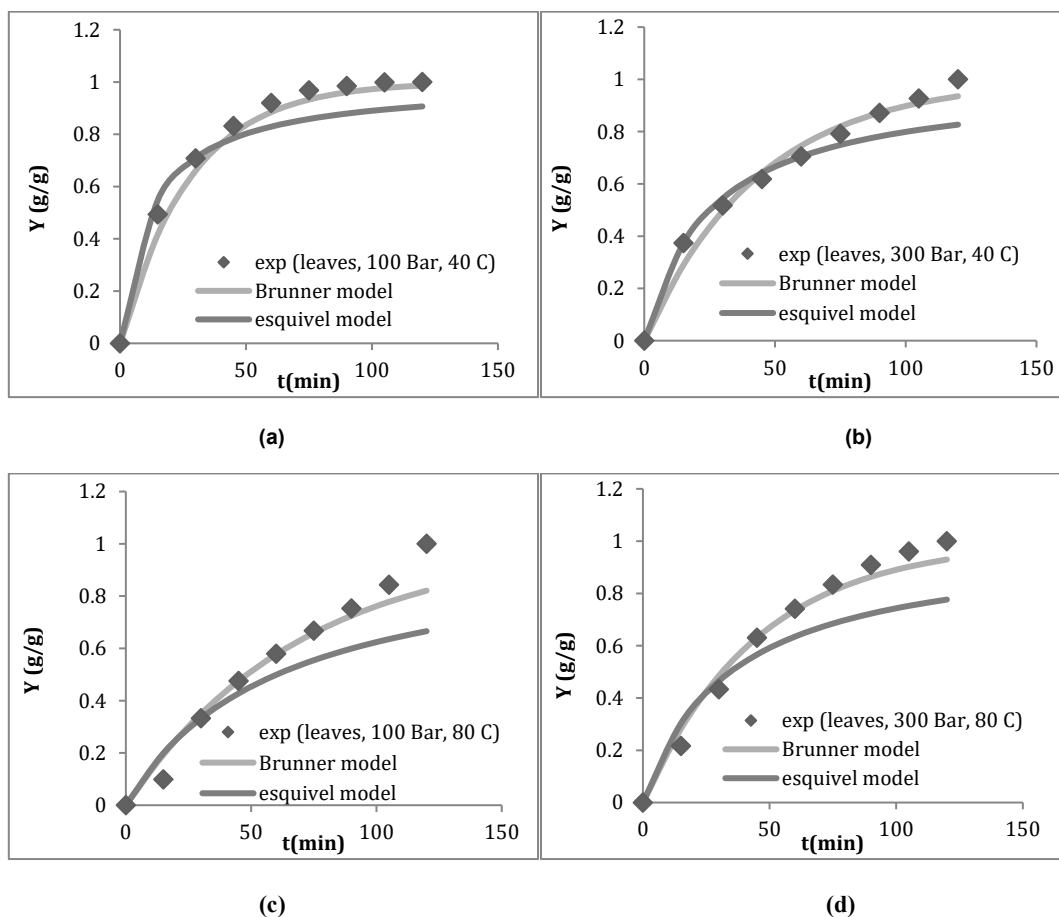 1.2
1
0.8
0.6
0.4
0.2
0
Y (g/g)
exp (leaves, 100 Bar, 40 C)
Brunner model
esquivel model
0 50 100 150
t(min)
(a)
1.2
1
0.8
0.6
0.4
0.2
0
Y (g/g)
exp (leaves, 300 Bar, 40 C)
Brunner model
esquivel model
0 50 100 150
t(min)
(b)
1.2
1
0.8
0.6
0.4
0.2
0
Y (g/g)
exp (leaves, 100 Bar, 80 C)
Brunner model
esquivel model
0 50 100 150
t(min)
(c)
1.2
1
0.8
0.6
0.4
0.2
0
Y (g/g)
exp (leaves, 300 Bar, 80 C)
Brunner model
esquivel model
0 50 100 150
t(min)
(d)